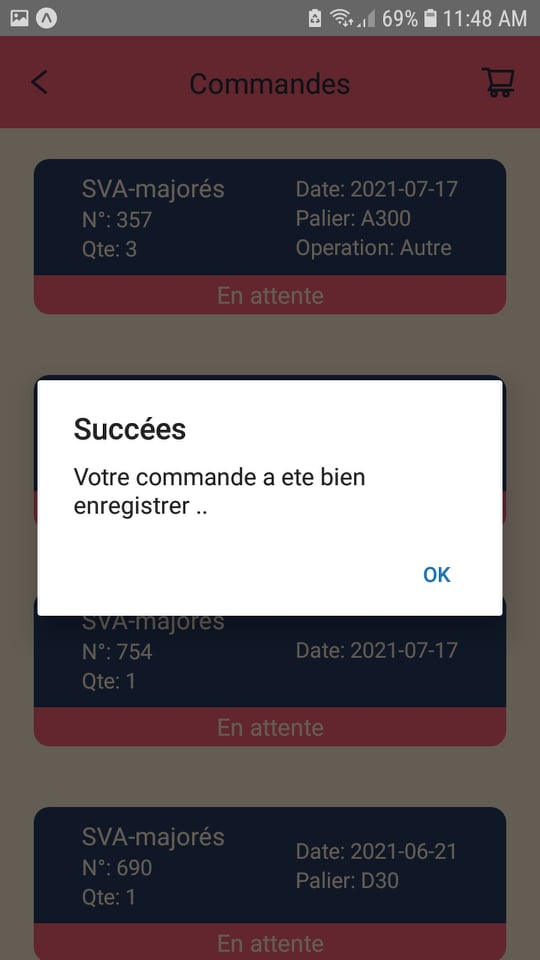 69% 11:48 AM
Commandes
SVA-majorés
N°: 357
Qte: 3
Date: 2021-07-17
Palier: A300
Operation: Autre
En attente
Succées
Votre commande a ete bien
enregistrer ..
OK
SVA-majorés
N°: 754
Qte: 1
Date: 2021-07-17
En attente
SVA-majorés
N°: 690
Qte: 1
Date: 2021-06-21
Palier: D30
En attente